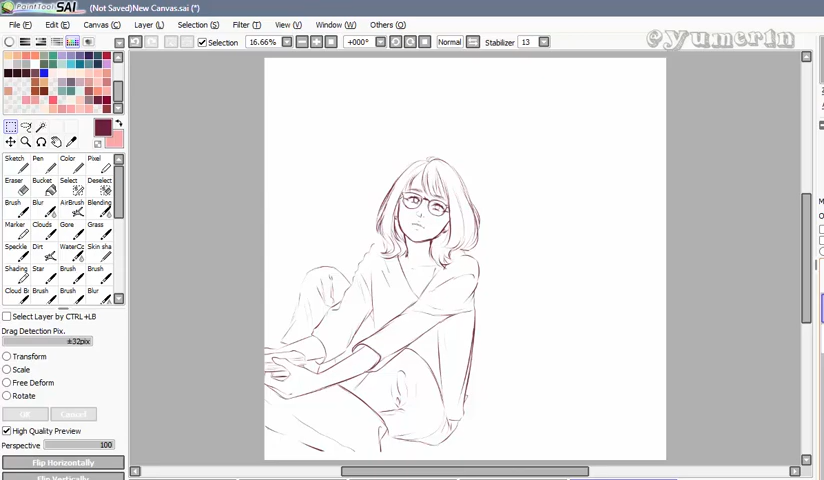 PaintTool SAI (Not Saved)New Canvas.sai (*)
File (F) Edit (E) Canvas (C) Layer (L) Selection (S) Filter (T) View (V) Window (W) Others (O)
Selection 16.66% +000° Normal Stabilizer 13
@yumerin
Sketch Pen Color Pixel
Eraser Bucket Select Deselect
Brush Blur AirBrush Blending
Marker Clouds Gore Grass
Speckle Dirt WaterCo Skin sha
Shading Star Brush Brush
Cloud B Brush Brush Blur
Select Layer by CTRL+LB
Drag Detection Pix.
±32pix
Transform
Scale
Free Deform
Rotate
OK Cancel
High Quality Preview
Perspective 100
Flip Horizontally
Flip Vertically